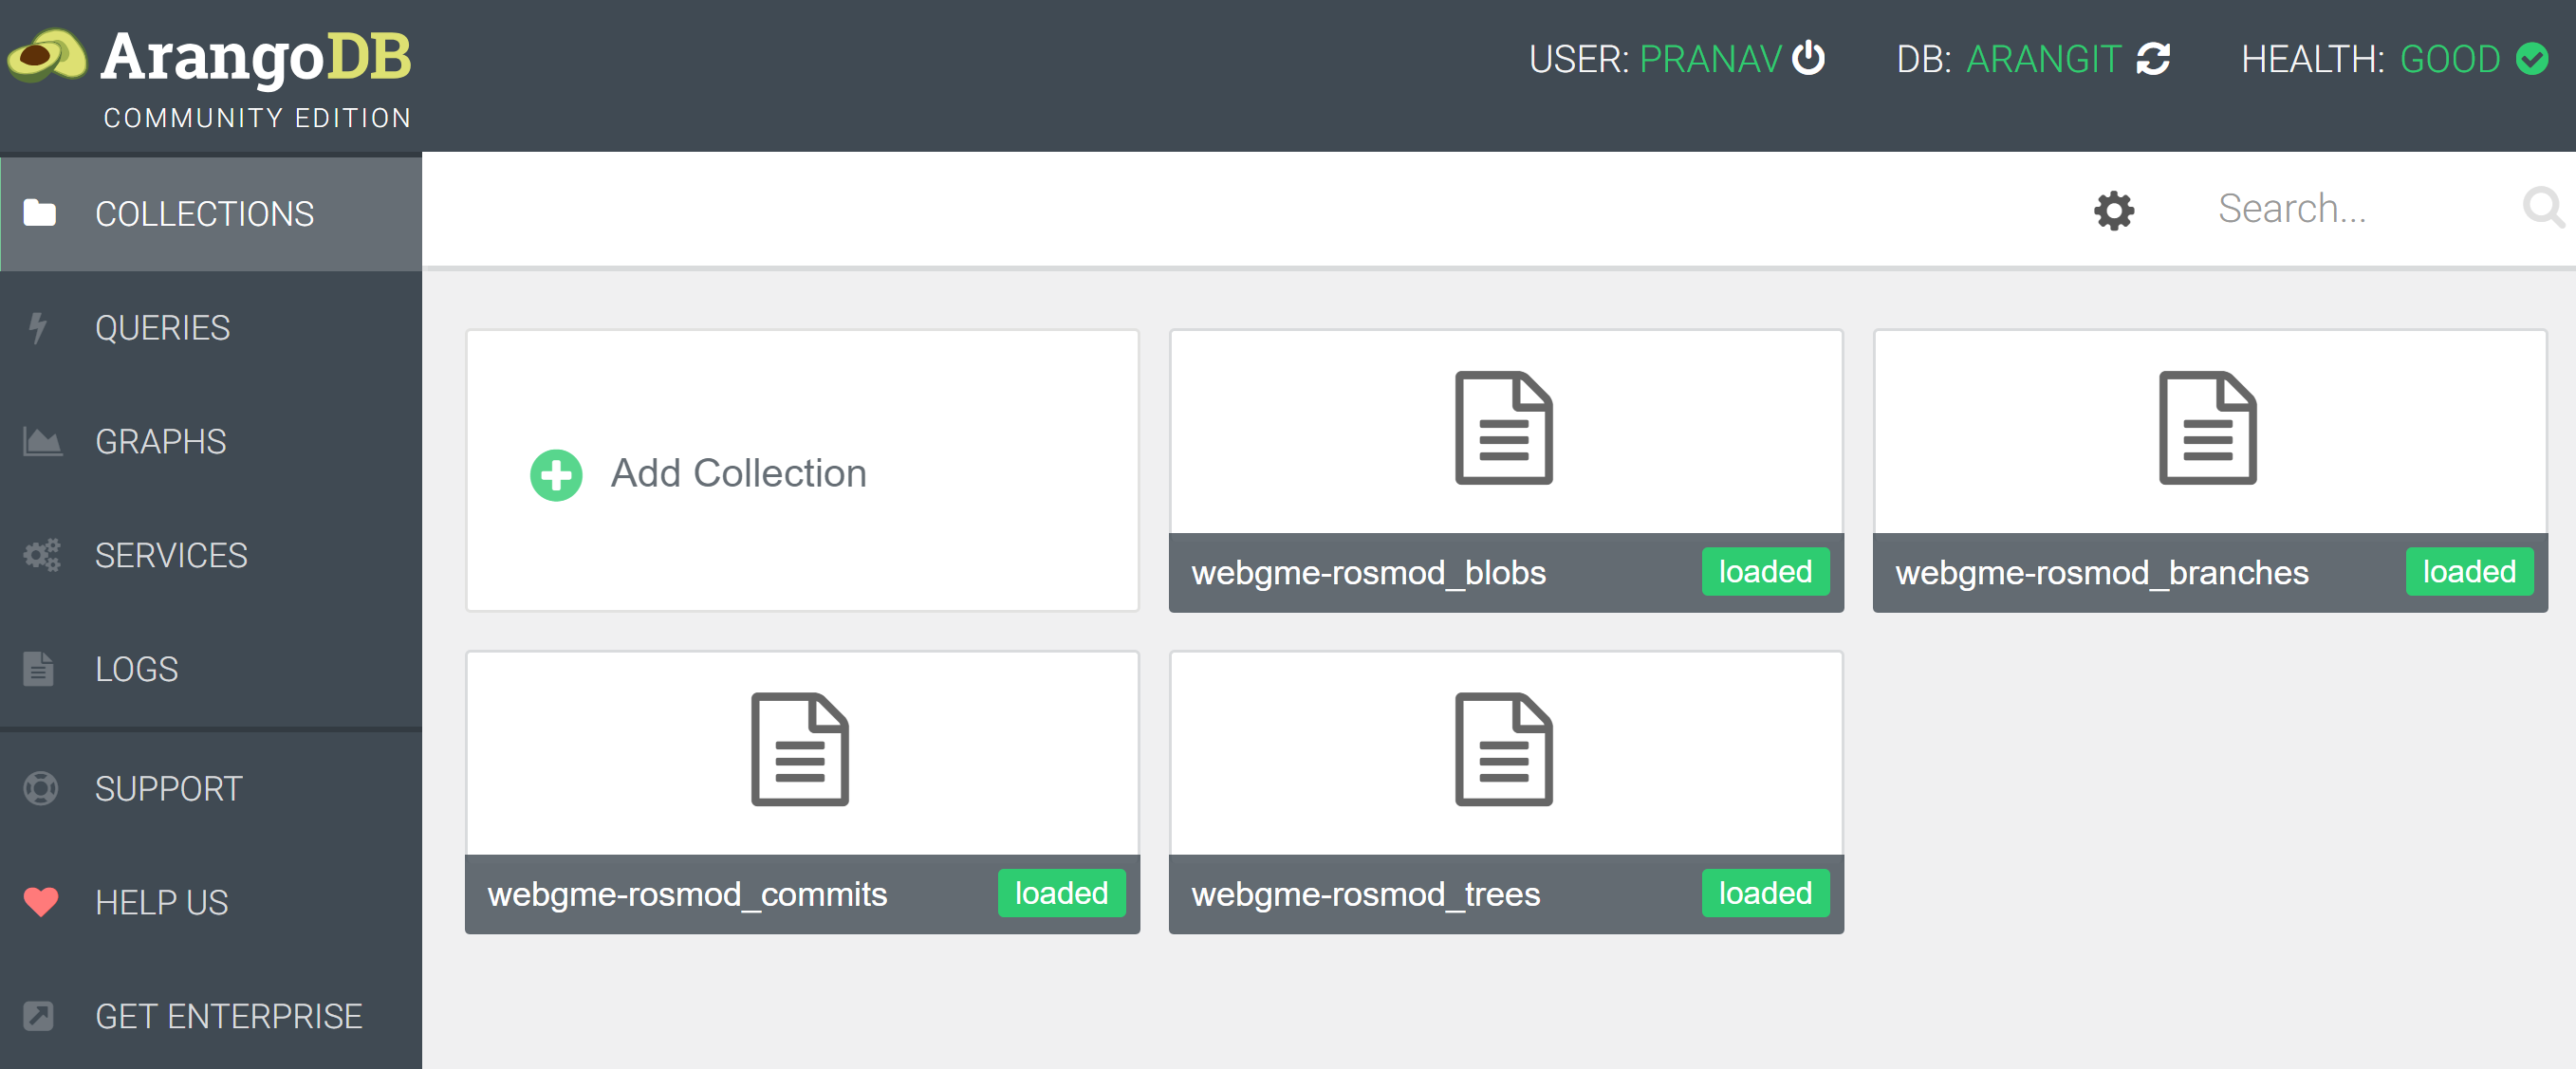 ArangoDB
COMMUNITY EDITION
USER: PRANAV
DB: ARANGIT
HEALTH: GOOD
COLLECTIONS
QUERIES
GRAPHS
SERVICES
LOGS
SUPPORT
HELP US
GET ENTERPRISE
Search...
Add Collection
webgme-rosmod_blobs loaded
webgme-rosmod_branches loaded
webgme-rosmod_commits loaded
webgme-rosmod_trees loaded